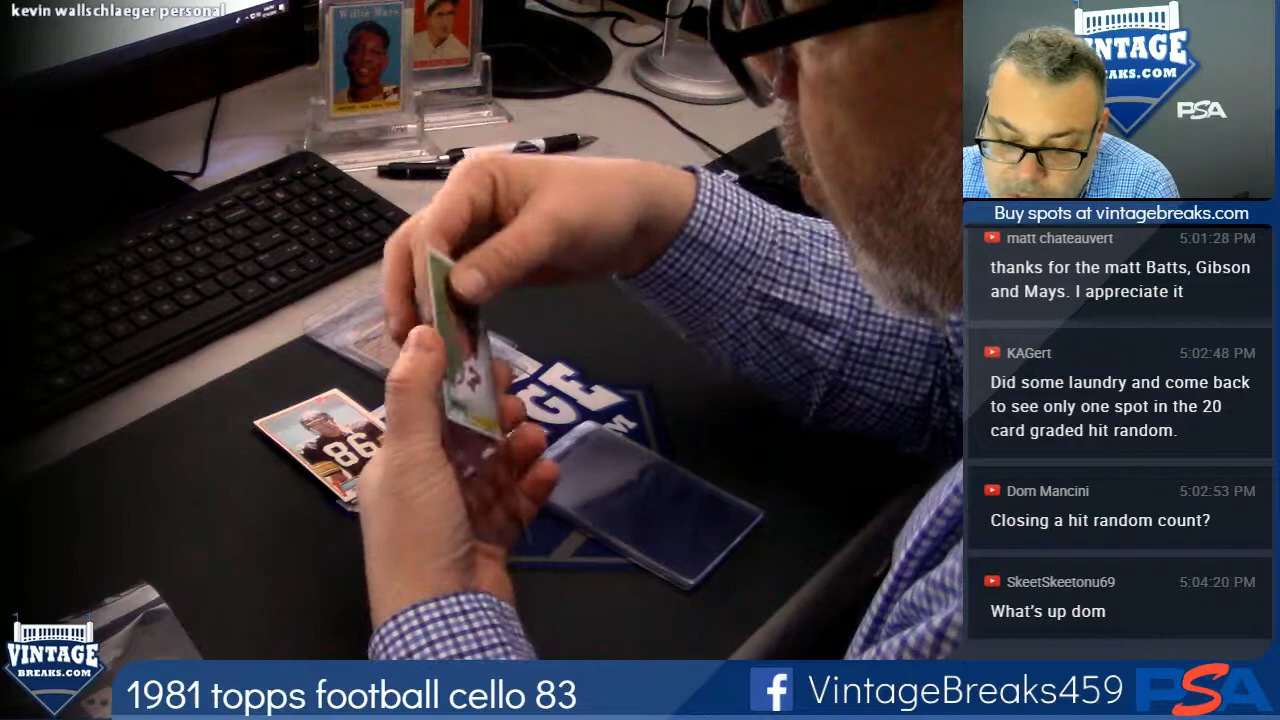 kevin wallschlaeger personal
Willie Mays
86
52
VINTAGE
BREAKS.COM
PSA
Buy spots at vintagebreaks.com
matt chateauvert 5:01:28 PM
thanks for the matt Batts, Gibson
and Mays. I appreciate it
KAGert 5:02:48 PM
Did some laundry and come back
to see only one spot in the 20
card graded hit random.
Dom Mancini 5:02:53 PM
Closing a hit random count?
SkeetSkeetonu69 5:04:20 PM
What's up dom
VINTAGE
BREAKS.COM
1981 topps football cello 83
VintageBreaks459
PSA